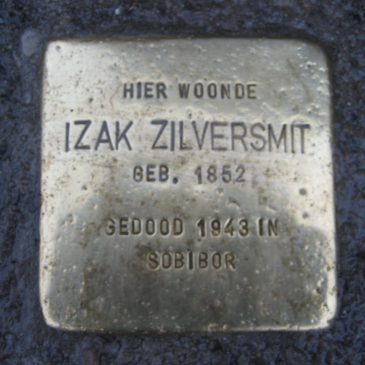 HIER WOONDE
IZAK ZILVERSMIT
GEB. 1852
GEDOOD 1943 IN
SOBIBOR